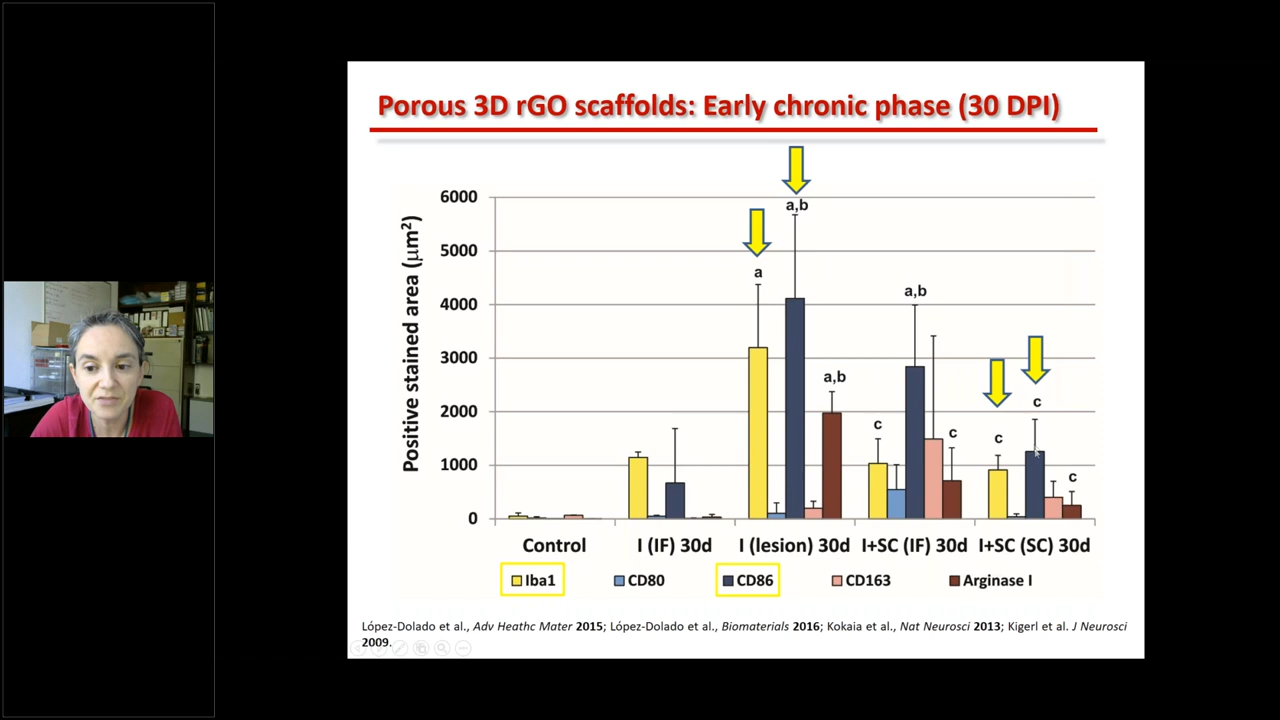 Porous 3D rGO scaffolds: Early chronic phase (30 DPI)
6000
5000
4000
3000
2000
1000
0
Positive stained area (µm²)
a
a,b
a,b
c
a,b
c
c
c
c
Control
I (IF) 30d
I (lesion) 30d
I+SC (IF) 30d
I+SC (SC) 30d
Iba1
CD80
CD86
CD163
Arginase I
López-Dolado et al., Adv Heathc Mater 2015; López-Dolado et al., Biomaterials 2016; Kokaia et al., Nat Neurosci 2013; Kigerl et al. J Neurosci
2009.